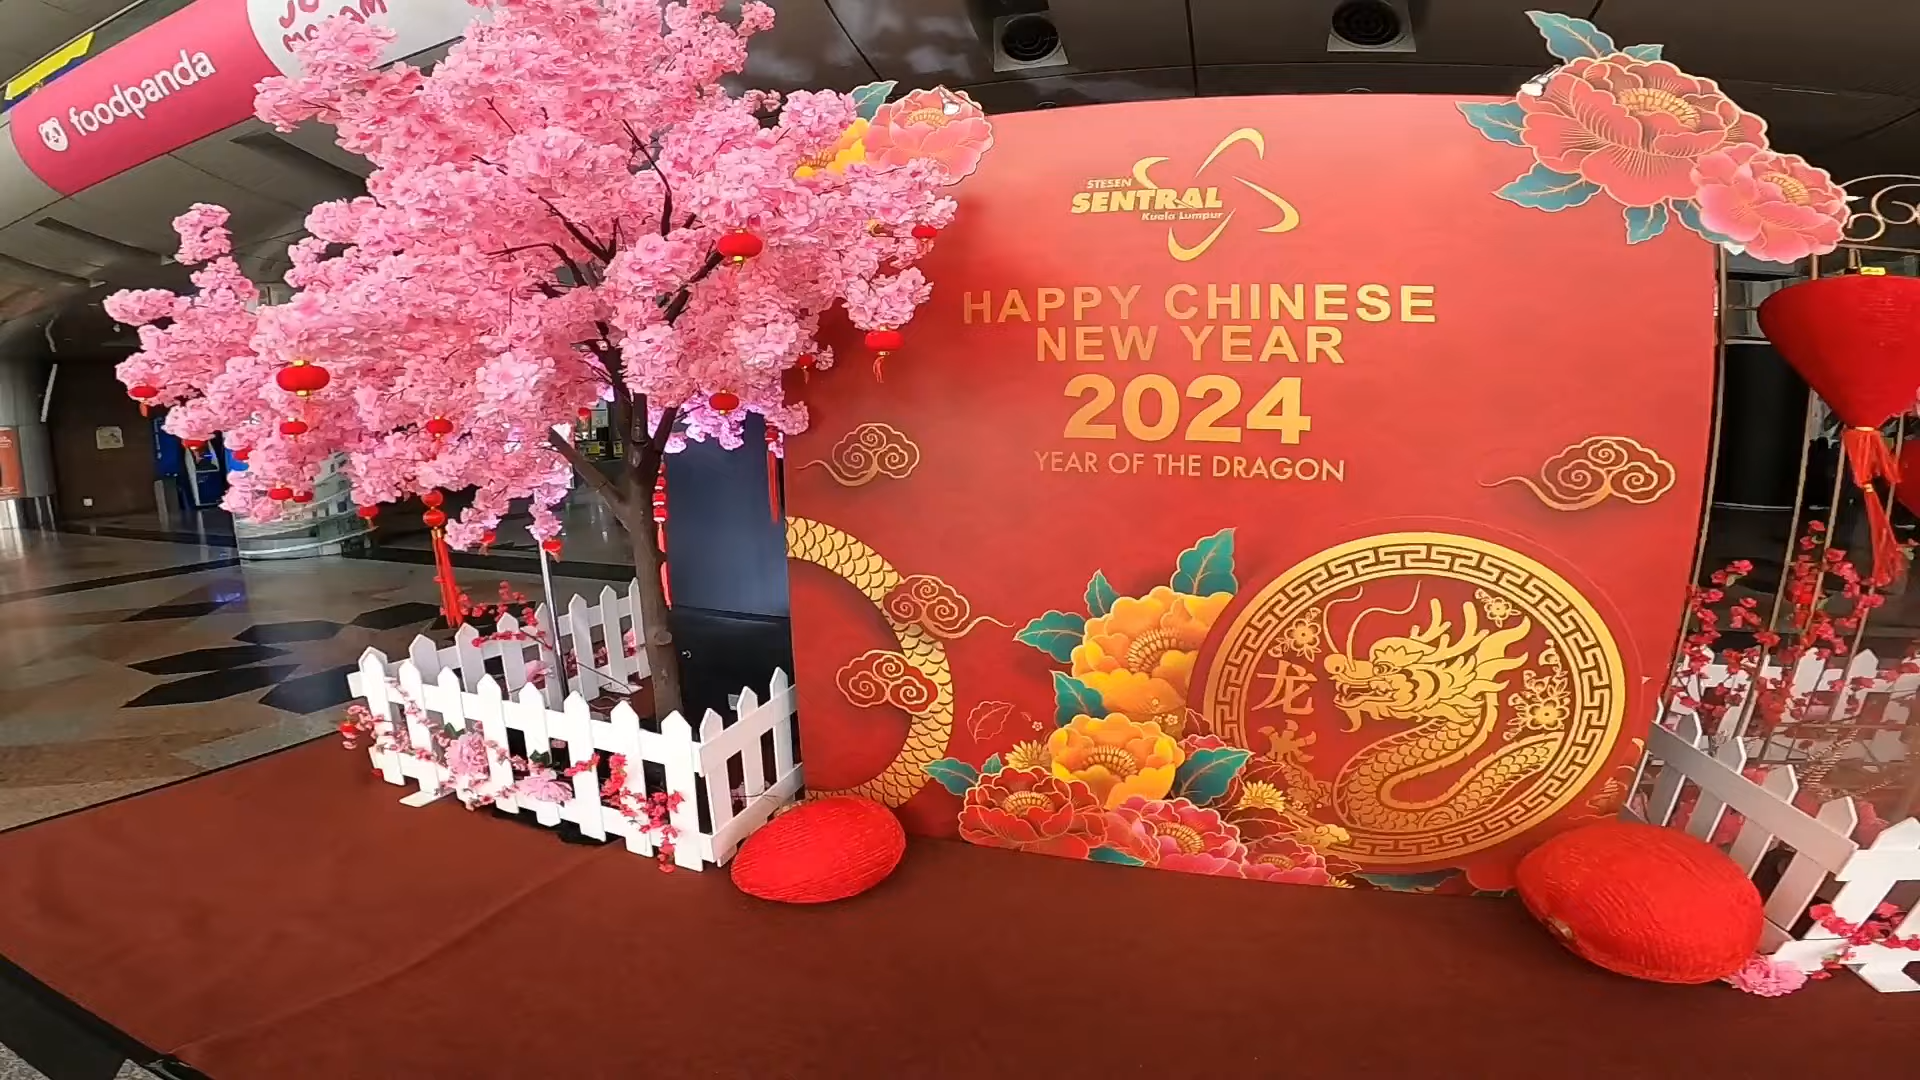 foodpanda
STESEN
SENTRAL
Kuala Lumpur
HAPPY CHINESE
NEW YEAR
2024
YEAR OF THE DRAGON
龙